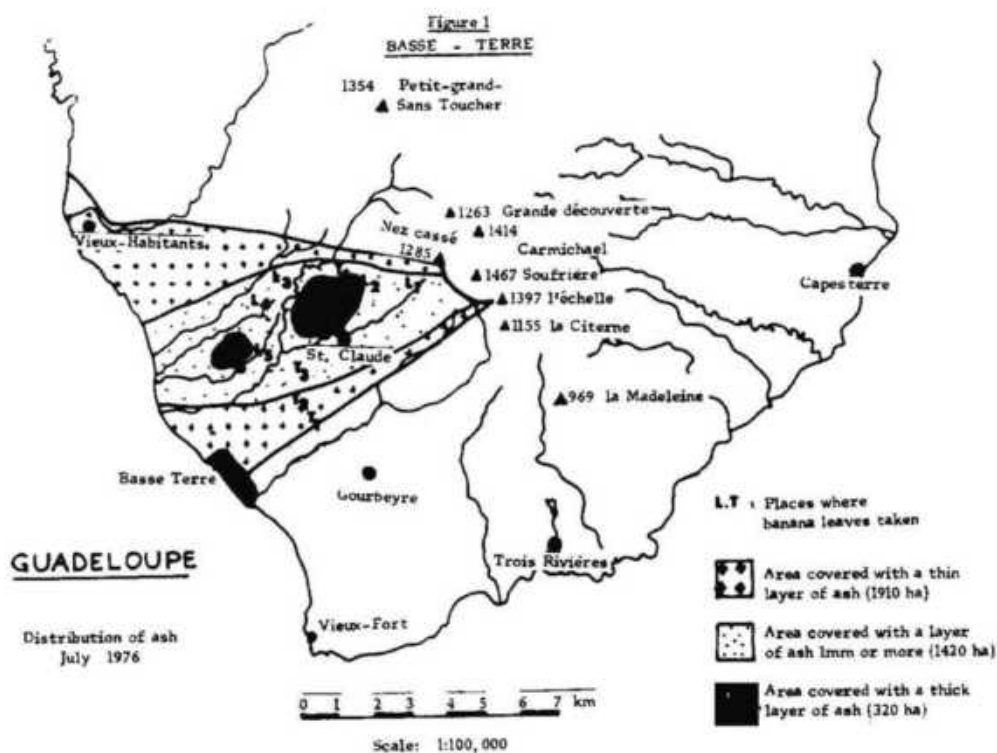 Figure 1
BASSE - TERRE
1354 Petit-grand-
Sans Toucher
1263 Grande découverte
1414
Nez cassé
1285
Carmichael
1467 Soufrière
1397 l'échelle
1155 la Citerne
Capesterre
Vieux-Habitants
L3
2
St. Claude
T3
969 la Madeleine
Basse Terre
Gourbeyre
Trois Riviéres
Vieux-Fort
GUADELOUPE
Distribution of ash
July 1976
L.T : Places where
banana leaves taken
Area covered with a thin
layer of ash (1910 ha)
Area covered with a layer
of ash 1mm or more (1420 ha)
Area covered with a thick
layer of ash (320 ha)
0 1 2 3 4 5 6 7 km
Scale: 1:100,000